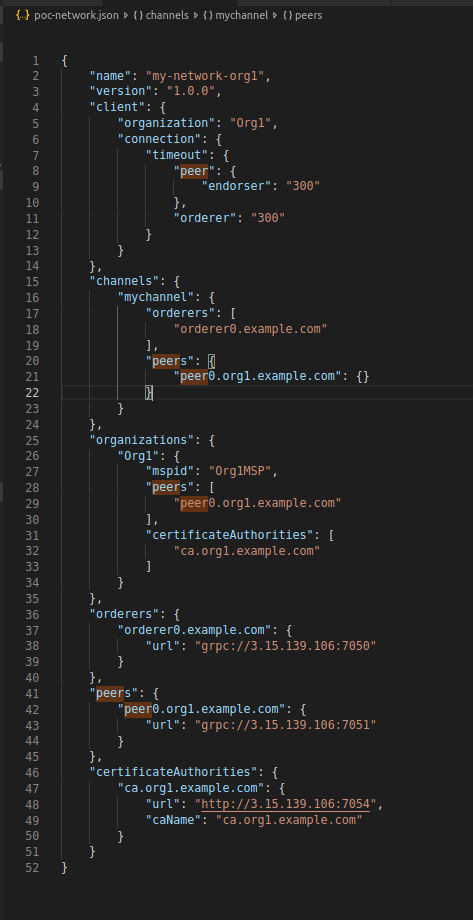 {..} poc-network.json > {} channels > {} mychannel > {} peers
1 {
2     "name": "my-network-org1",
3     "version": "1.0.0",
4     "client": {
5         "organization": "Org1",
6         "connection": {
7             "timeout": {
8                 "peer": {
9                     "endorser": "300"
10                 },
11                 "orderer": "300"
12             }
13         }
14     },
15     "channels": {
16         "mychannel": {
17             "orderers": [
18                 "orderer0.example.com"
19             ],
20             "peers": {
21                 "peer0.org1.example.com": {}
22             }
23         }
24     },
25     "organizations": {
26         "Org1": {
27             "mspid": "Org1MSP",
28             "peers": [
29                 "peer0.org1.example.com"
30             ],
31             "certificateAuthorities": [
32                 "ca.org1.example.com"
33             ]
34         }
35     },
36     "orderers": {
37         "orderer0.example.com": {
38             "url": "grpc://3.15.139.106:7050"
39         }
40     },
41     "peers": {
42         "peer0.org1.example.com": {
43             "url": "grpc://3.15.139.106:7051"
44         }
45     },
46     "certificateAuthorities": {
47         "ca.org1.example.com": {
48             "url": "http://3.15.139.106:7054",
49             "caName": "ca.org1.example.com"
50         }
51     }
52 }